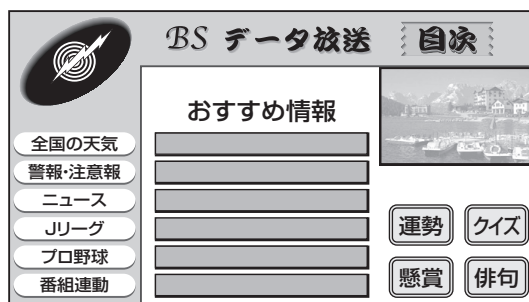 BS データ放送 目次
おすすめ情報
全国の天気
警報・注意報
ニュース
Jリーグ
プロ野球
番組連動
運勢 クイズ
懸賞 俳句